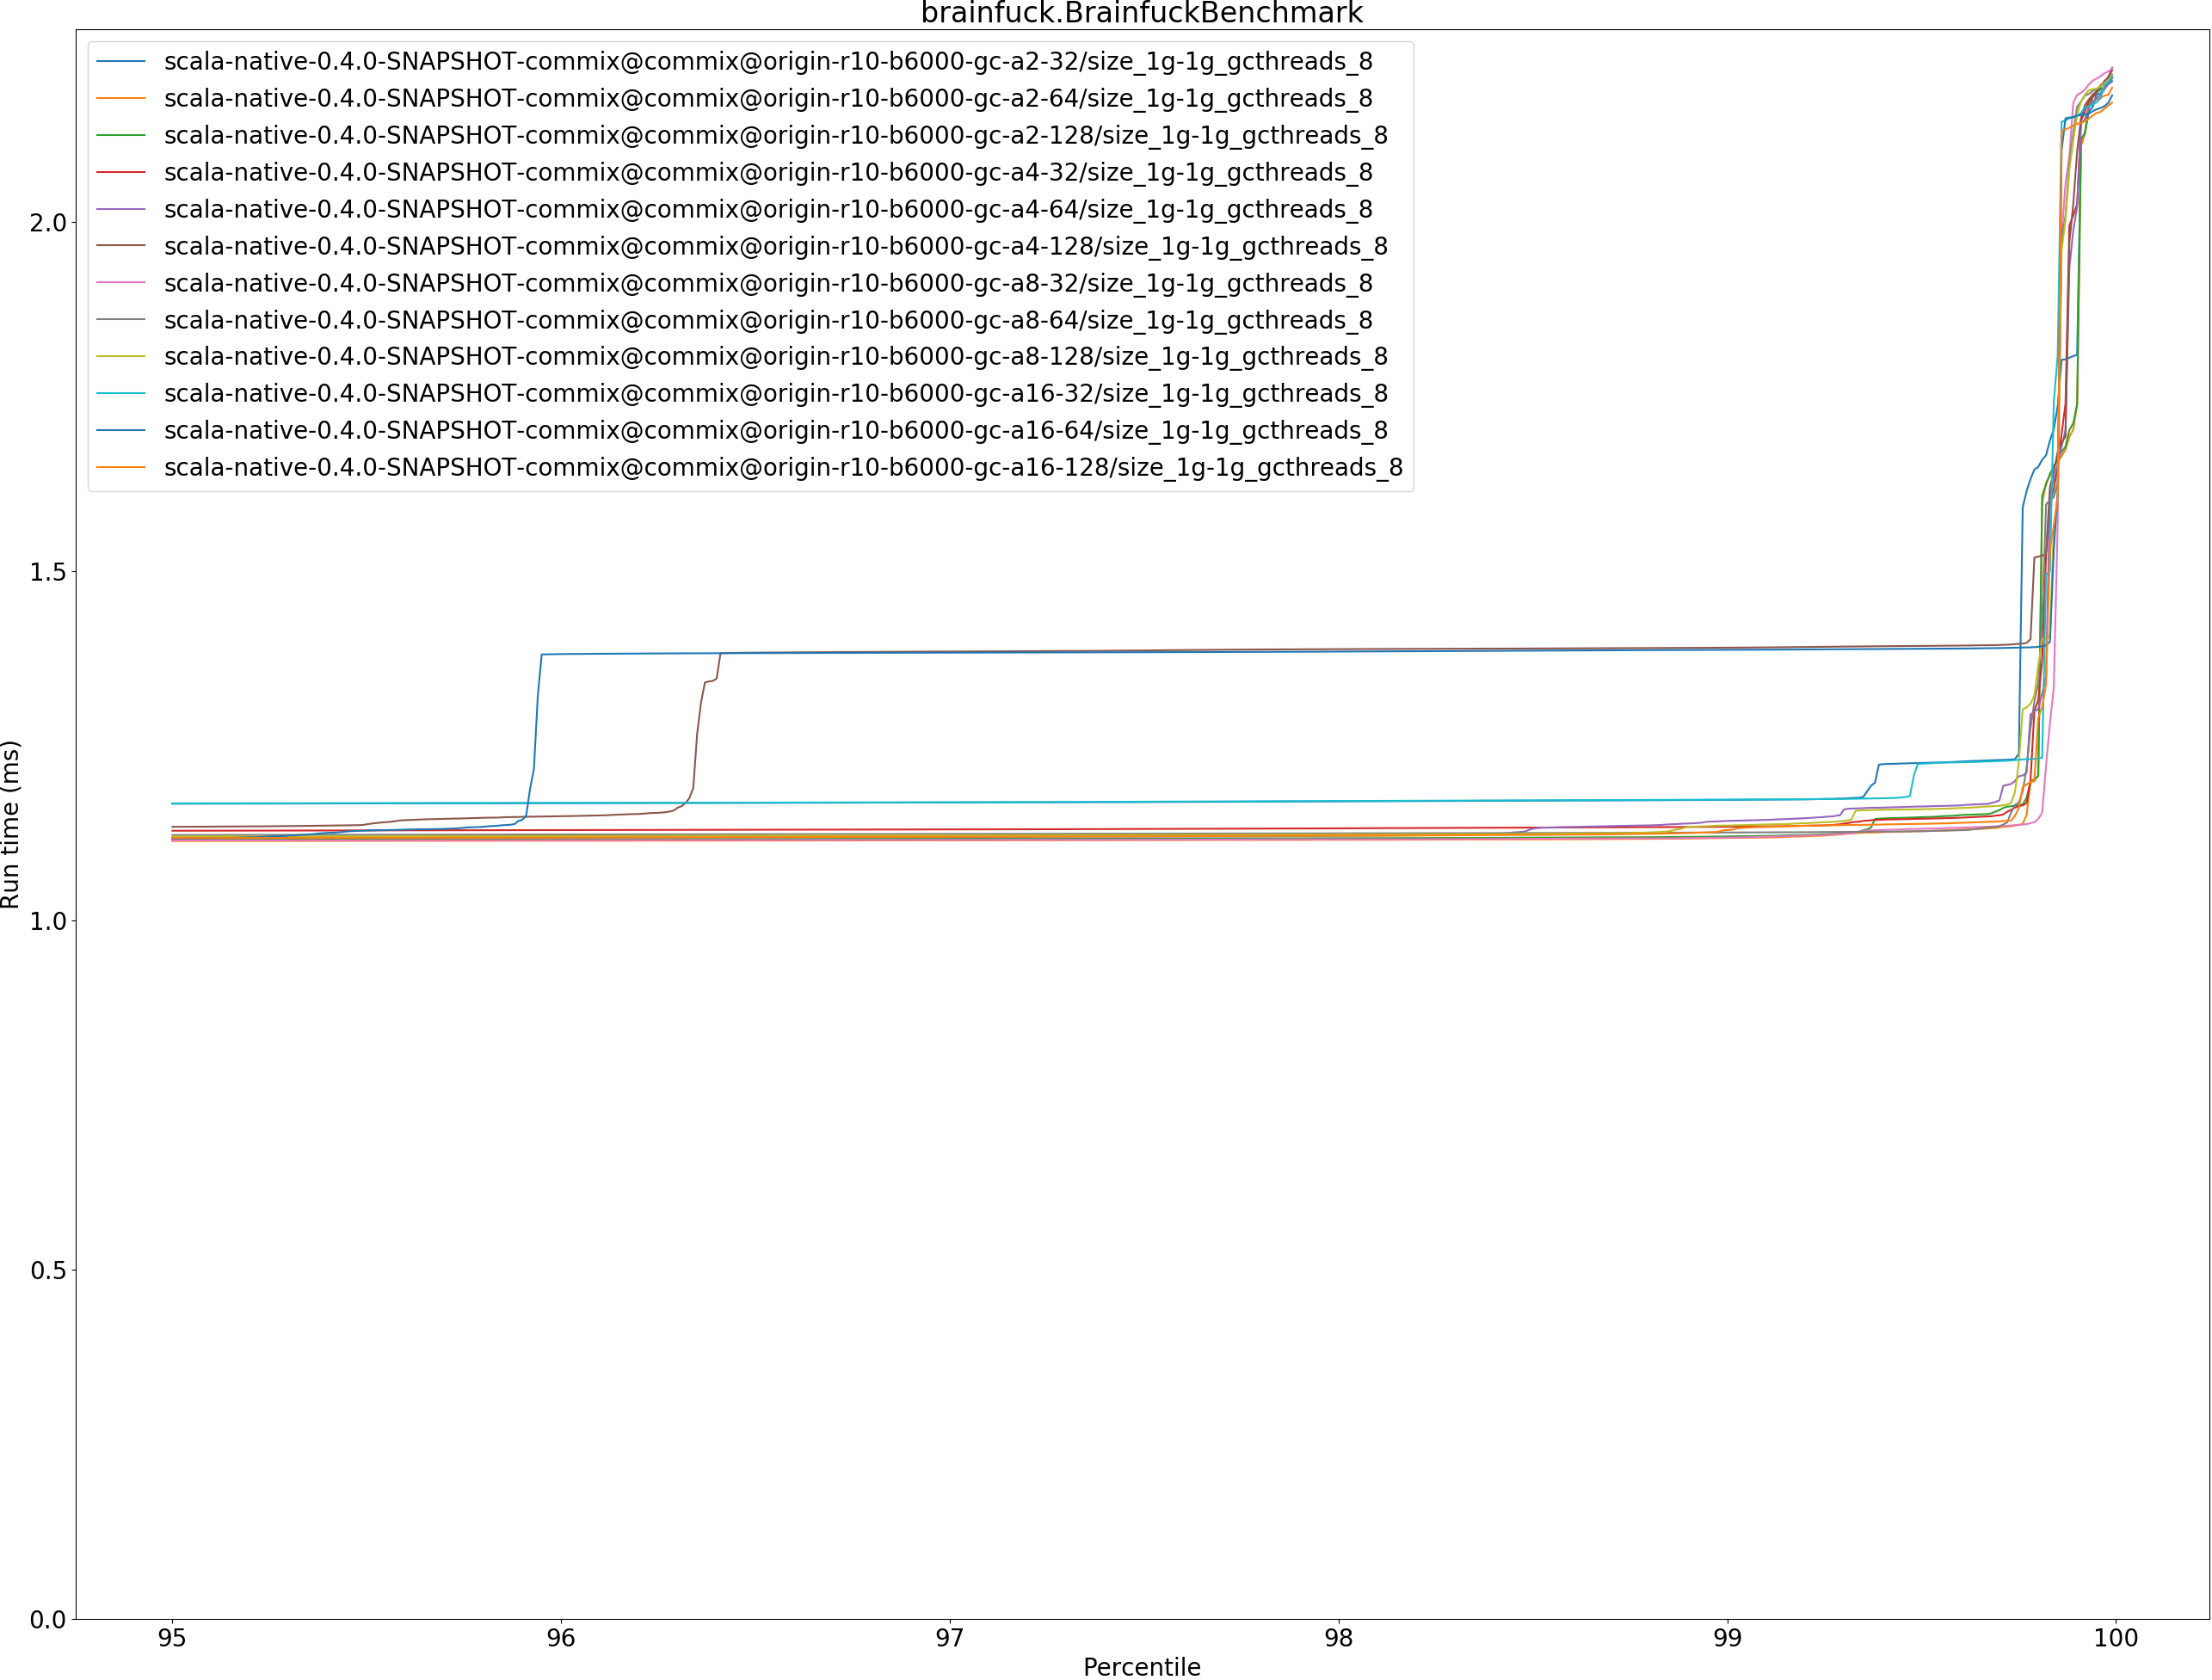 brainfuck.BrainfuckBenchmark
scala-native-0.4.0-SNAPSHOT-commix@commix@origin-r10-b6000-gc-a2-32/size_1g-1g_gcthreads_8
scala-native-0.4.0-SNAPSHOT-commix@commix@origin-r10-b6000-gc-a2-64/size_1g-1g_gcthreads_8
scala-native-0.4.0-SNAPSHOT-commix@commix@origin-r10-b6000-gc-a2-128/size_1g-1g_gcthreads_8
scala-native-0.4.0-SNAPSHOT-commix@commix@origin-r10-b6000-gc-a4-32/size_1g-1g_gcthreads_8
scala-native-0.4.0-SNAPSHOT-commix@commix@origin-r10-b6000-gc-a4-64/size_1g-1g_gcthreads_8
scala-native-0.4.0-SNAPSHOT-commix@commix@origin-r10-b6000-gc-a4-128/size_1g-1g_gcthreads_8
scala-native-0.4.0-SNAPSHOT-commix@commix@origin-r10-b6000-gc-a8-32/size_1g-1g_gcthreads_8
scala-native-0.4.0-SNAPSHOT-commix@commix@origin-r10-b6000-gc-a8-64/size_1g-1g_gcthreads_8
scala-native-0.4.0-SNAPSHOT-commix@commix@origin-r10-b6000-gc-a8-128/size_1g-1g_gcthreads_8
scala-native-0.4.0-SNAPSHOT-commix@commix@origin-r10-b6000-gc-a16-32/size_1g-1g_gcthreads_8
scala-native-0.4.0-SNAPSHOT-commix@commix@origin-r10-b6000-gc-a16-64/size_1g-1g_gcthreads_8
scala-native-0.4.0-SNAPSHOT-commix@commix@origin-r10-b6000-gc-a16-128/size_1g-1g_gcthreads_8
2.0
1.5
1.0
0.5
0.0
Run time (ms)
95 96 97 98 99 100
Percentile